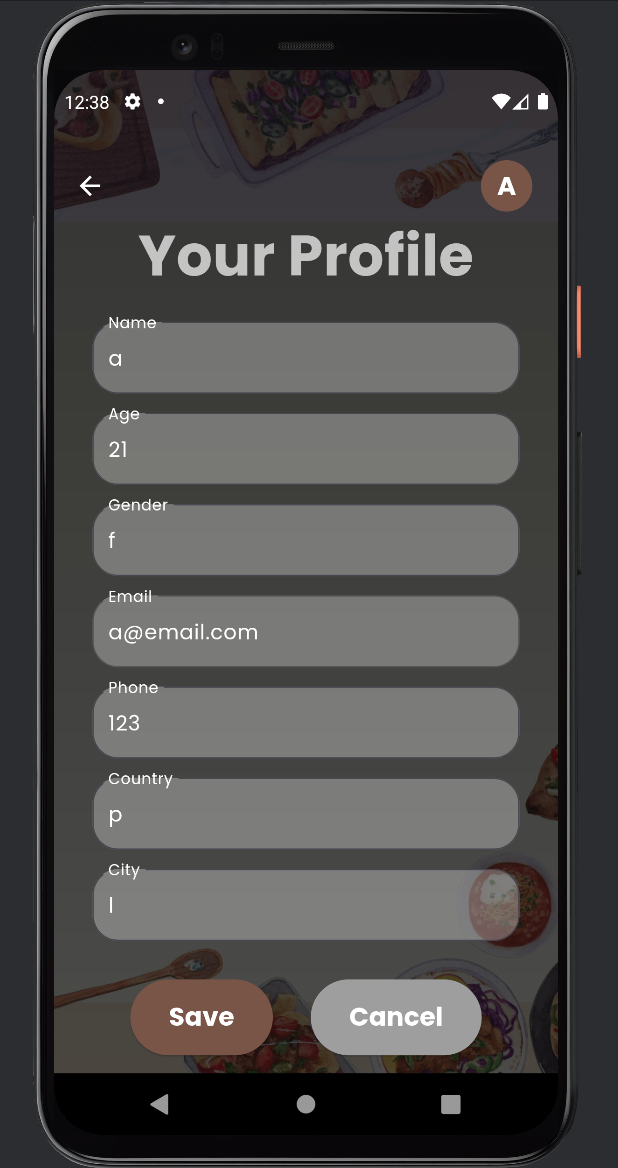 12:38
A
Your Profile
Name
a
Age
21
Gender
f
Email
a@email.com
Phone
123
Country
p
City
l
Save
Cancel